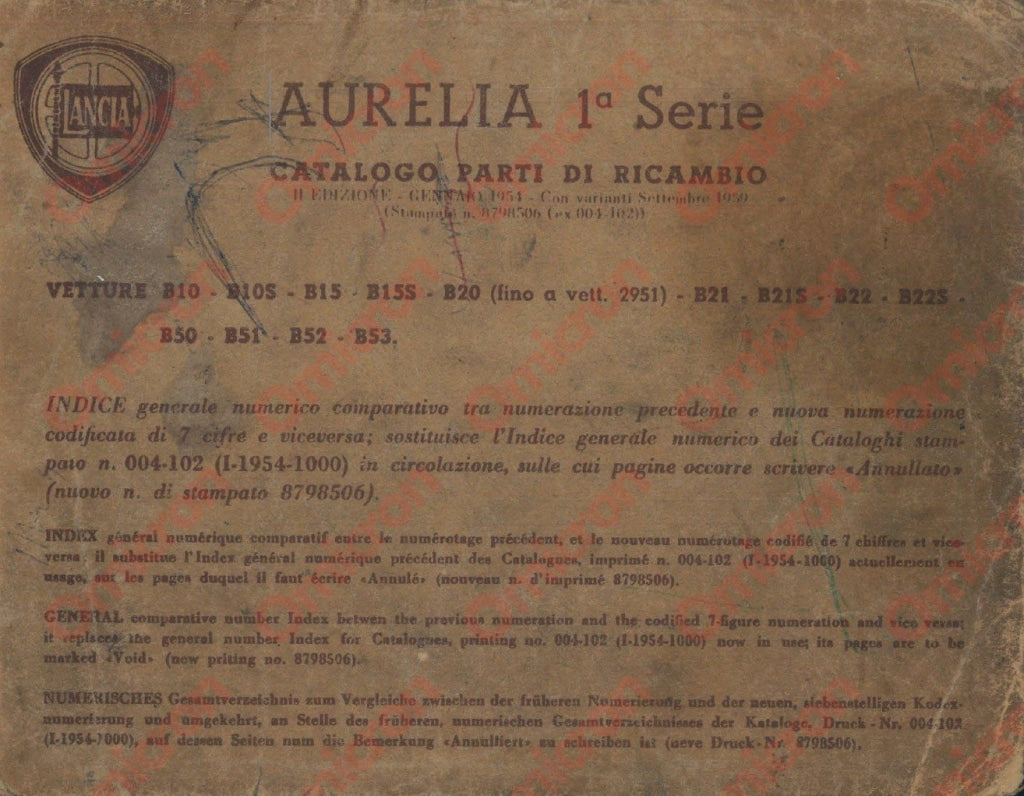 LANCIA
AURELIA 1ª Serie
CATALOGO PARTI DI RICAMBIO
II EDIZIONE - GENNAIO 1954 - Con varianti Settembre 1959
(Stampato n. 8798506 (ex 004-102))
VETTURE B10 - B10S - B15 - B15S - B20 (fino a vett. 2951) - B21 - B21S - B22 - B22S -
B50 - B51 - B52 - B53.
INDICE generale numerico comparativo tra numerazione precedente e nuova numerazione
codificata di 7 cifre e viceversa; sostituisce l'Indice generale numerico dei Cataloghi stam-
pato n. 004-102 (I-1954-1000) in circolazione, sulle cui pagine occorre scrivere «Annullato»
(nuovo n. di stampato 8798506).
INDEX général numérique comparatif entre le numérotage précédent, et le nouveau numérotage codifié de 7 chiffres et vice-
versa; il substitue l'Index général numérique précédent des Catalogues, imprimé n. 004-102 (I-1954-1000) actuellement en
usage, sur les pages duquel il faut écrire «Annulé» (nouveau n. d'imprimé 8798506).
GENERAL comparative number Index betwen the previous numeration and the codified 7-figure numeration and vice versa;
it replaces the general number Index for Catalogues, printing no. 004-102 (I-1954-1000) now in use; its pages are to be
marked «Void» (new priting no. 8798506).
NUMERISCHES Gesamtverzeichnis zum Vergleiche zwischen der früheren Numerierung und der neuen, siebenstelligen Kodex-
numerierung und umgekehrt, an Stelle des früheren, numerischen Gesamtverzeichnisses der Kataloge, Druck-Nr. 004-102
(I-1954-1000), auf dessen Seiten nun die Bemerkung «Annulliert» zu schreiben ist (neve Druck-Nr. 8798506).
Omicron